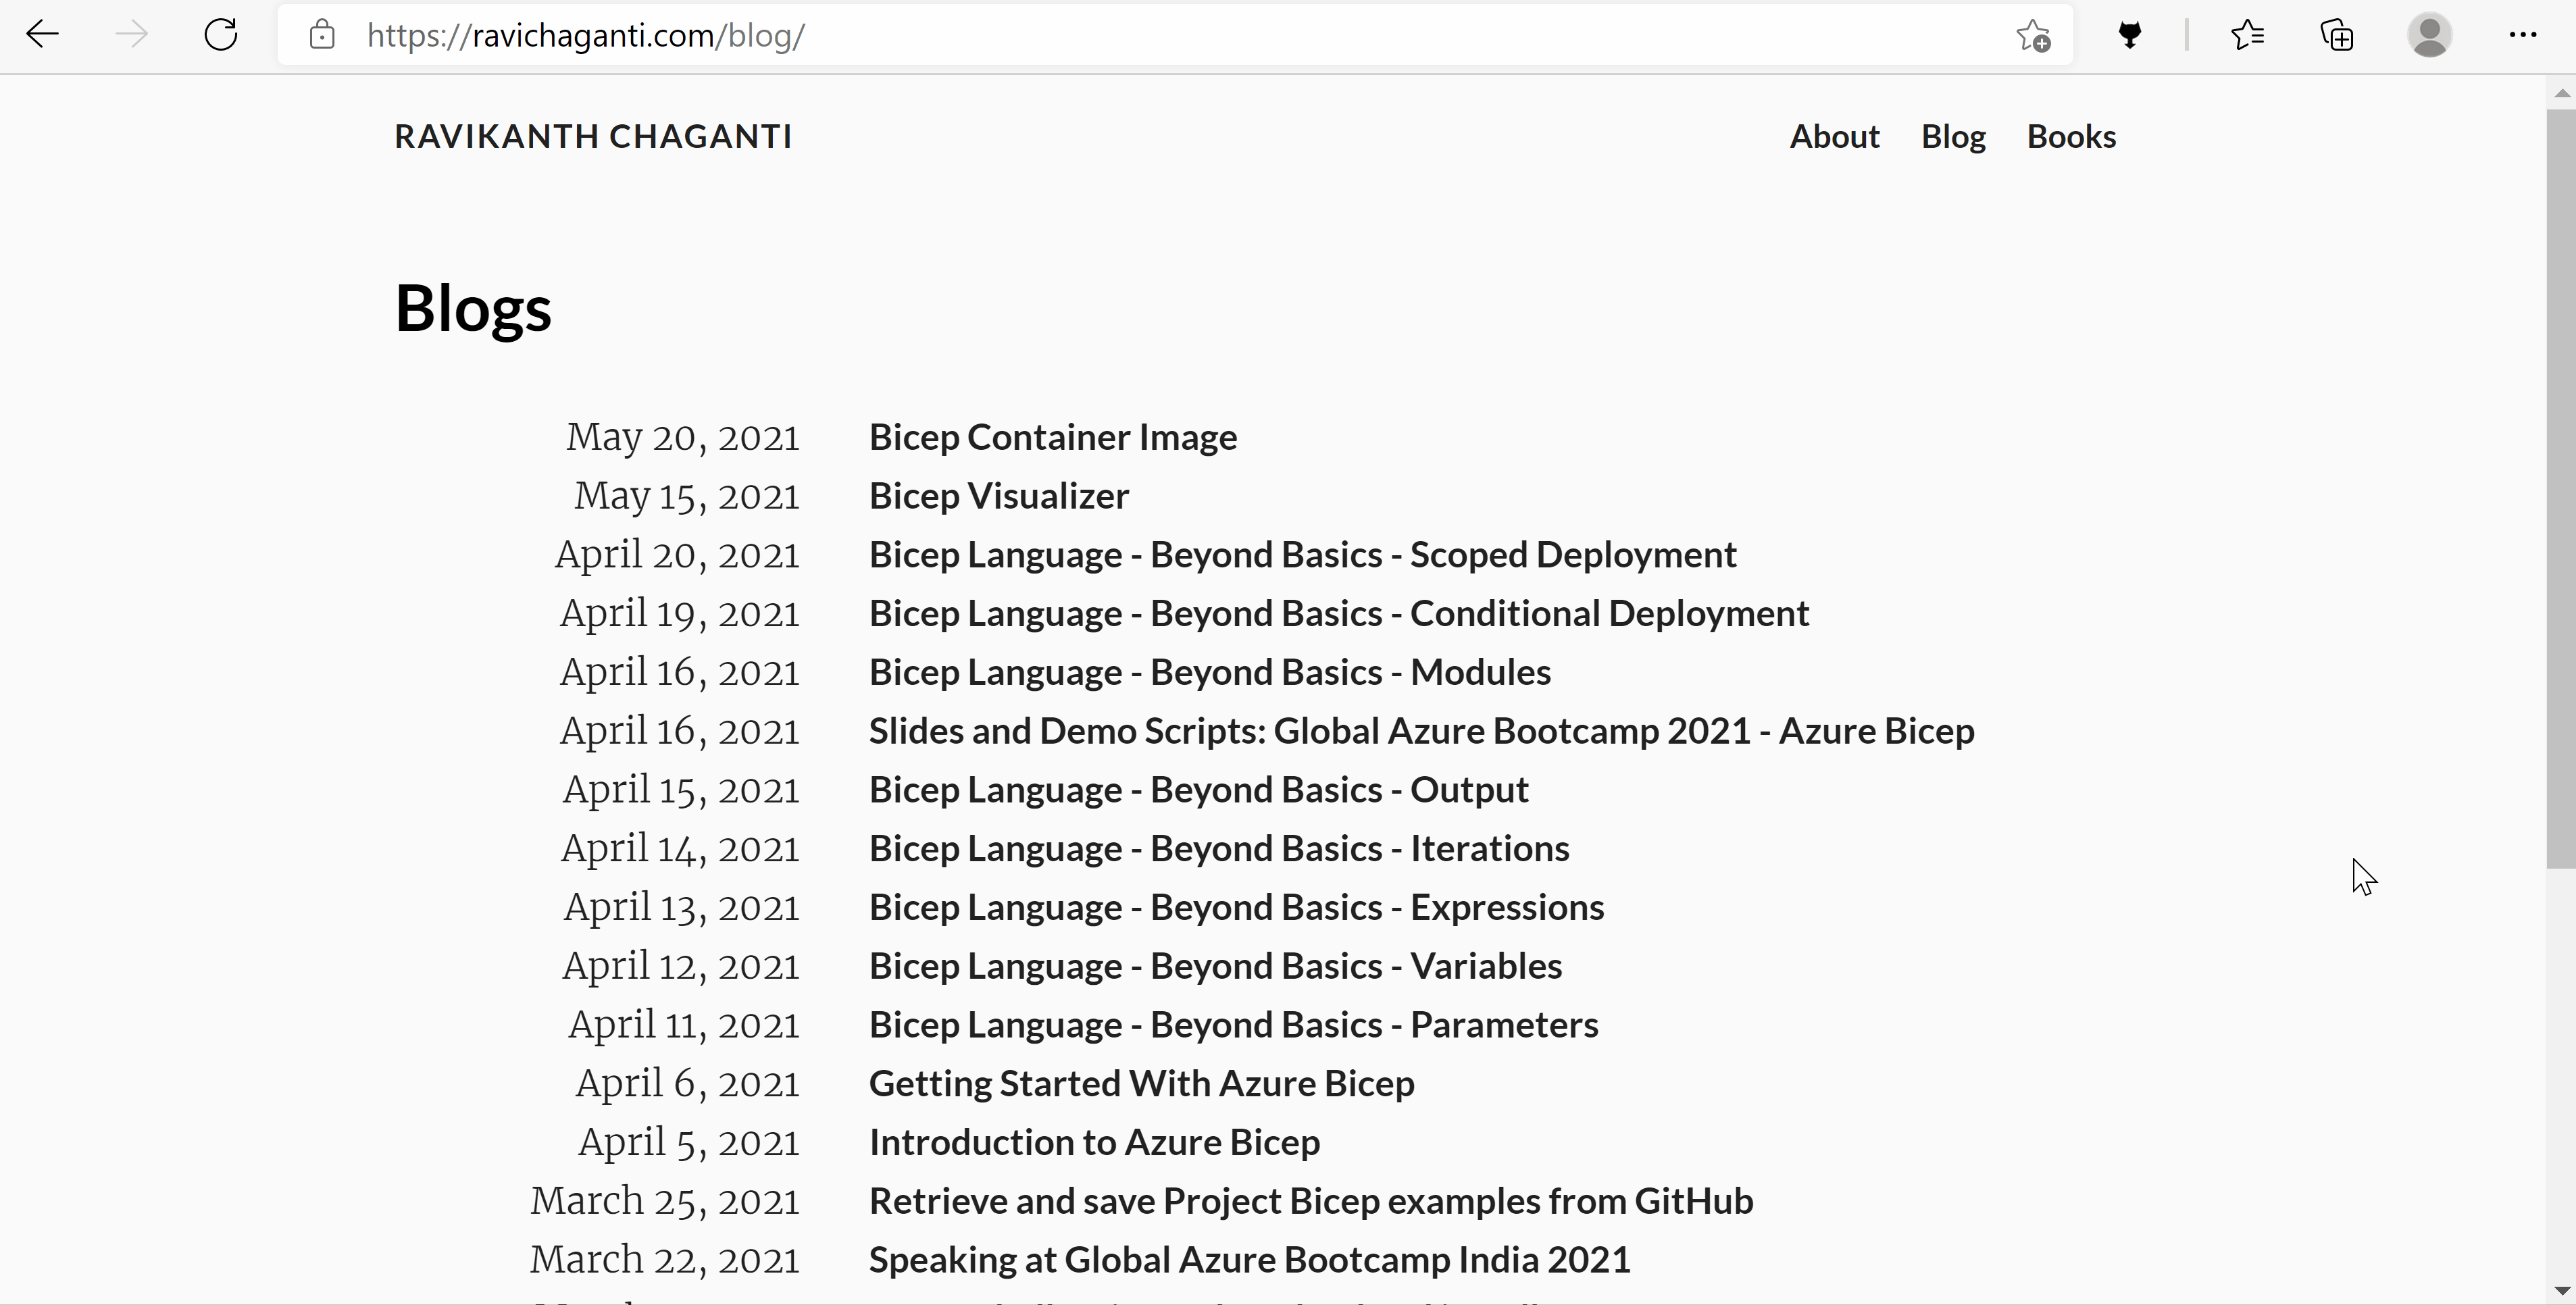 https://ravichaganti.com/blog/
RAVIKANTH CHAGANTI
About Blog Books
Blogs
May 20, 2021 Bicep Container Image
May 15, 2021 Bicep Visualizer
April 20, 2021 Bicep Language - Beyond Basics - Scoped Deployment
April 19, 2021 Bicep Language - Beyond Basics - Conditional Deployment
April 16, 2021 Bicep Language - Beyond Basics - Modules
April 16, 2021 Slides and Demo Scripts: Global Azure Bootcamp 2021 - Azure Bicep
April 15, 2021 Bicep Language - Beyond Basics - Output
April 14, 2021 Bicep Language - Beyond Basics - Iterations
April 13, 2021 Bicep Language - Beyond Basics - Expressions
April 12, 2021 Bicep Language - Beyond Basics - Variables
April 11, 2021 Bicep Language - Beyond Basics - Parameters
April 6, 2021 Getting Started With Azure Bicep
April 5, 2021 Introduction to Azure Bicep
March 25, 2021 Retrieve and save Project Bicep examples from GitHub
March 22, 2021 Speaking at Global Azure Bootcamp India 2021